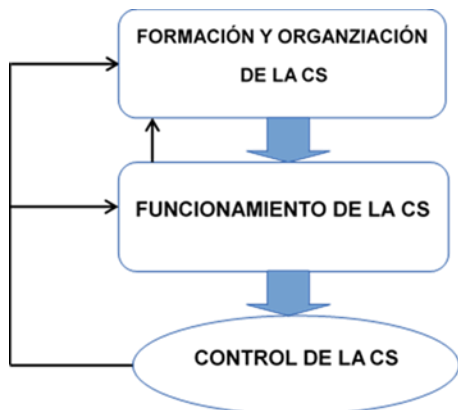 FORMACIÓN Y ORGANZIACIÓN
DE LA CS
FUNCIONAMIENTO DE LA CS
CONTROL DE LA CS